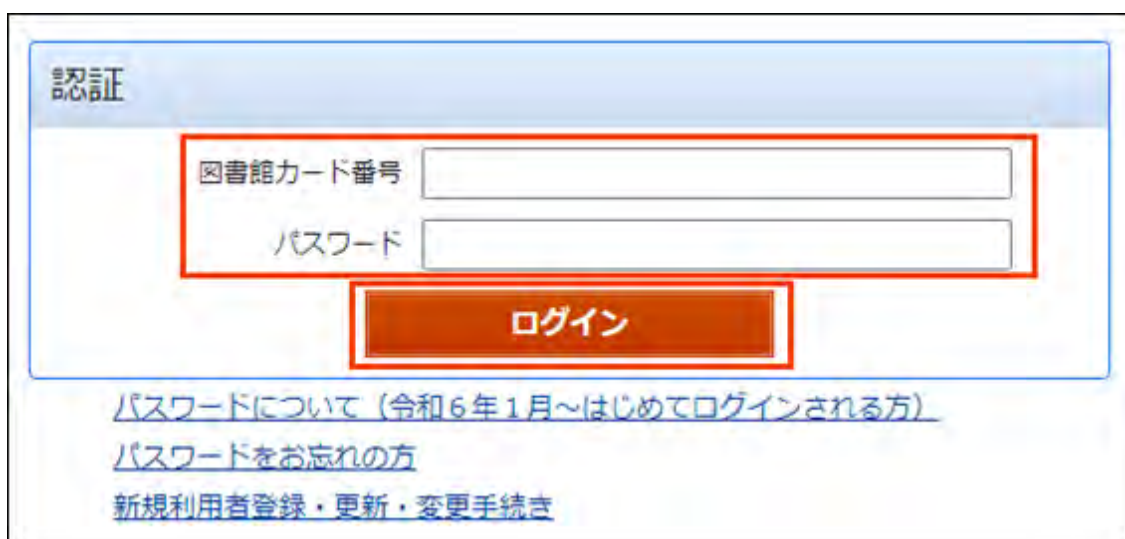 認証
図書館カード番号
パスワード
ログイン
パスワードについて（令和６年１月～はじめてログインされる方）
パスワードをお忘れの方
新規利用者登録・更新・変更手続き